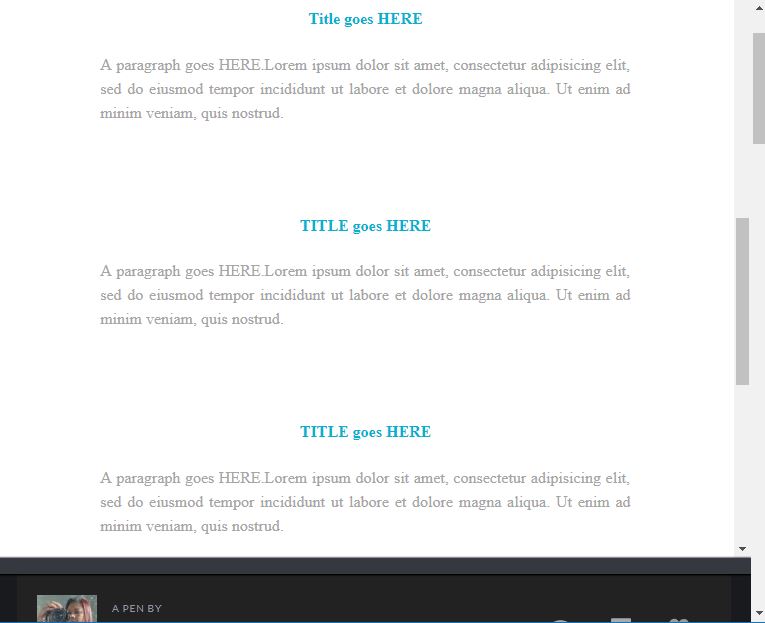 Title goes HERE
A paragraph goes HERE.Lorem ipsum dolor sit amet, consectetur adipisicing elit,
sed do eiusmod tempor incididunt ut labore et dolore magna aliqua. Ut enim ad
minim veniam, quis nostrud.
TITLE goes HERE
A paragraph goes HERE.Lorem ipsum dolor sit amet, consectetur adipisicing elit,
sed do eiusmod tempor incididunt ut labore et dolore magna aliqua. Ut enim ad
minim veniam, quis nostrud.
TITLE goes HERE
A paragraph goes HERE.Lorem ipsum dolor sit amet, consectetur adipisicing elit,
sed do eiusmod tempor incididunt ut labore et dolore magna aliqua. Ut enim ad
minim veniam, quis nostrud.
A PEN BY